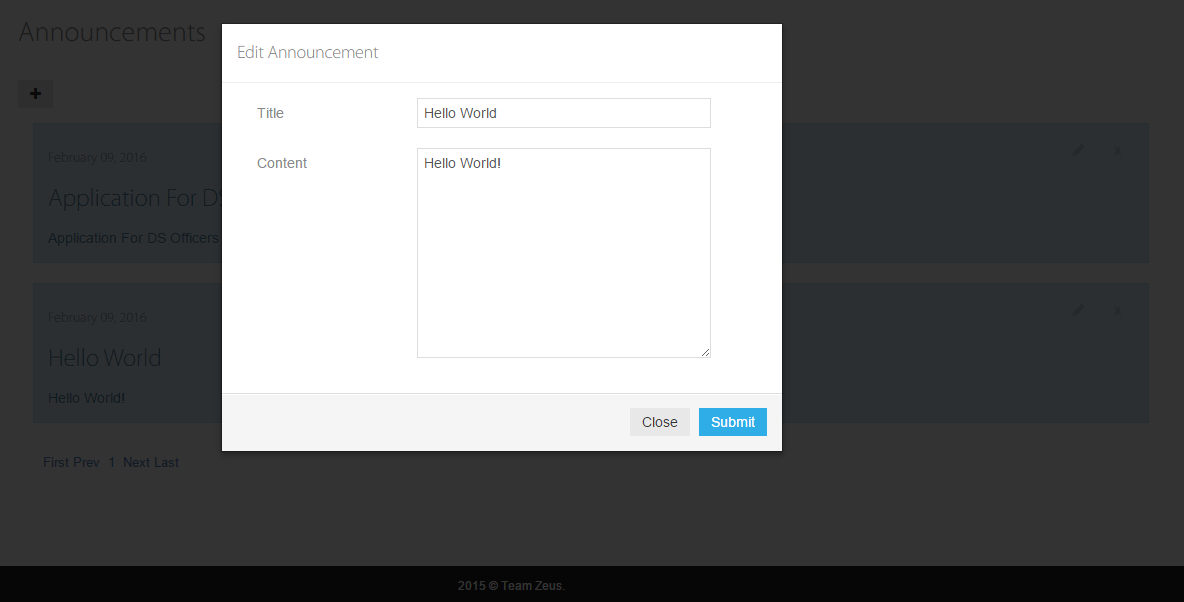 Announcements
Edit Announcement
Title
Hello World
Content
Hello World!
Close
Submit
February 09, 2016
x
Application For DS
Application For DS Officers
February 09, 2016
x
Hello World
Hello World!
First Prev 1 Next Last
2015 © Team Zeus.